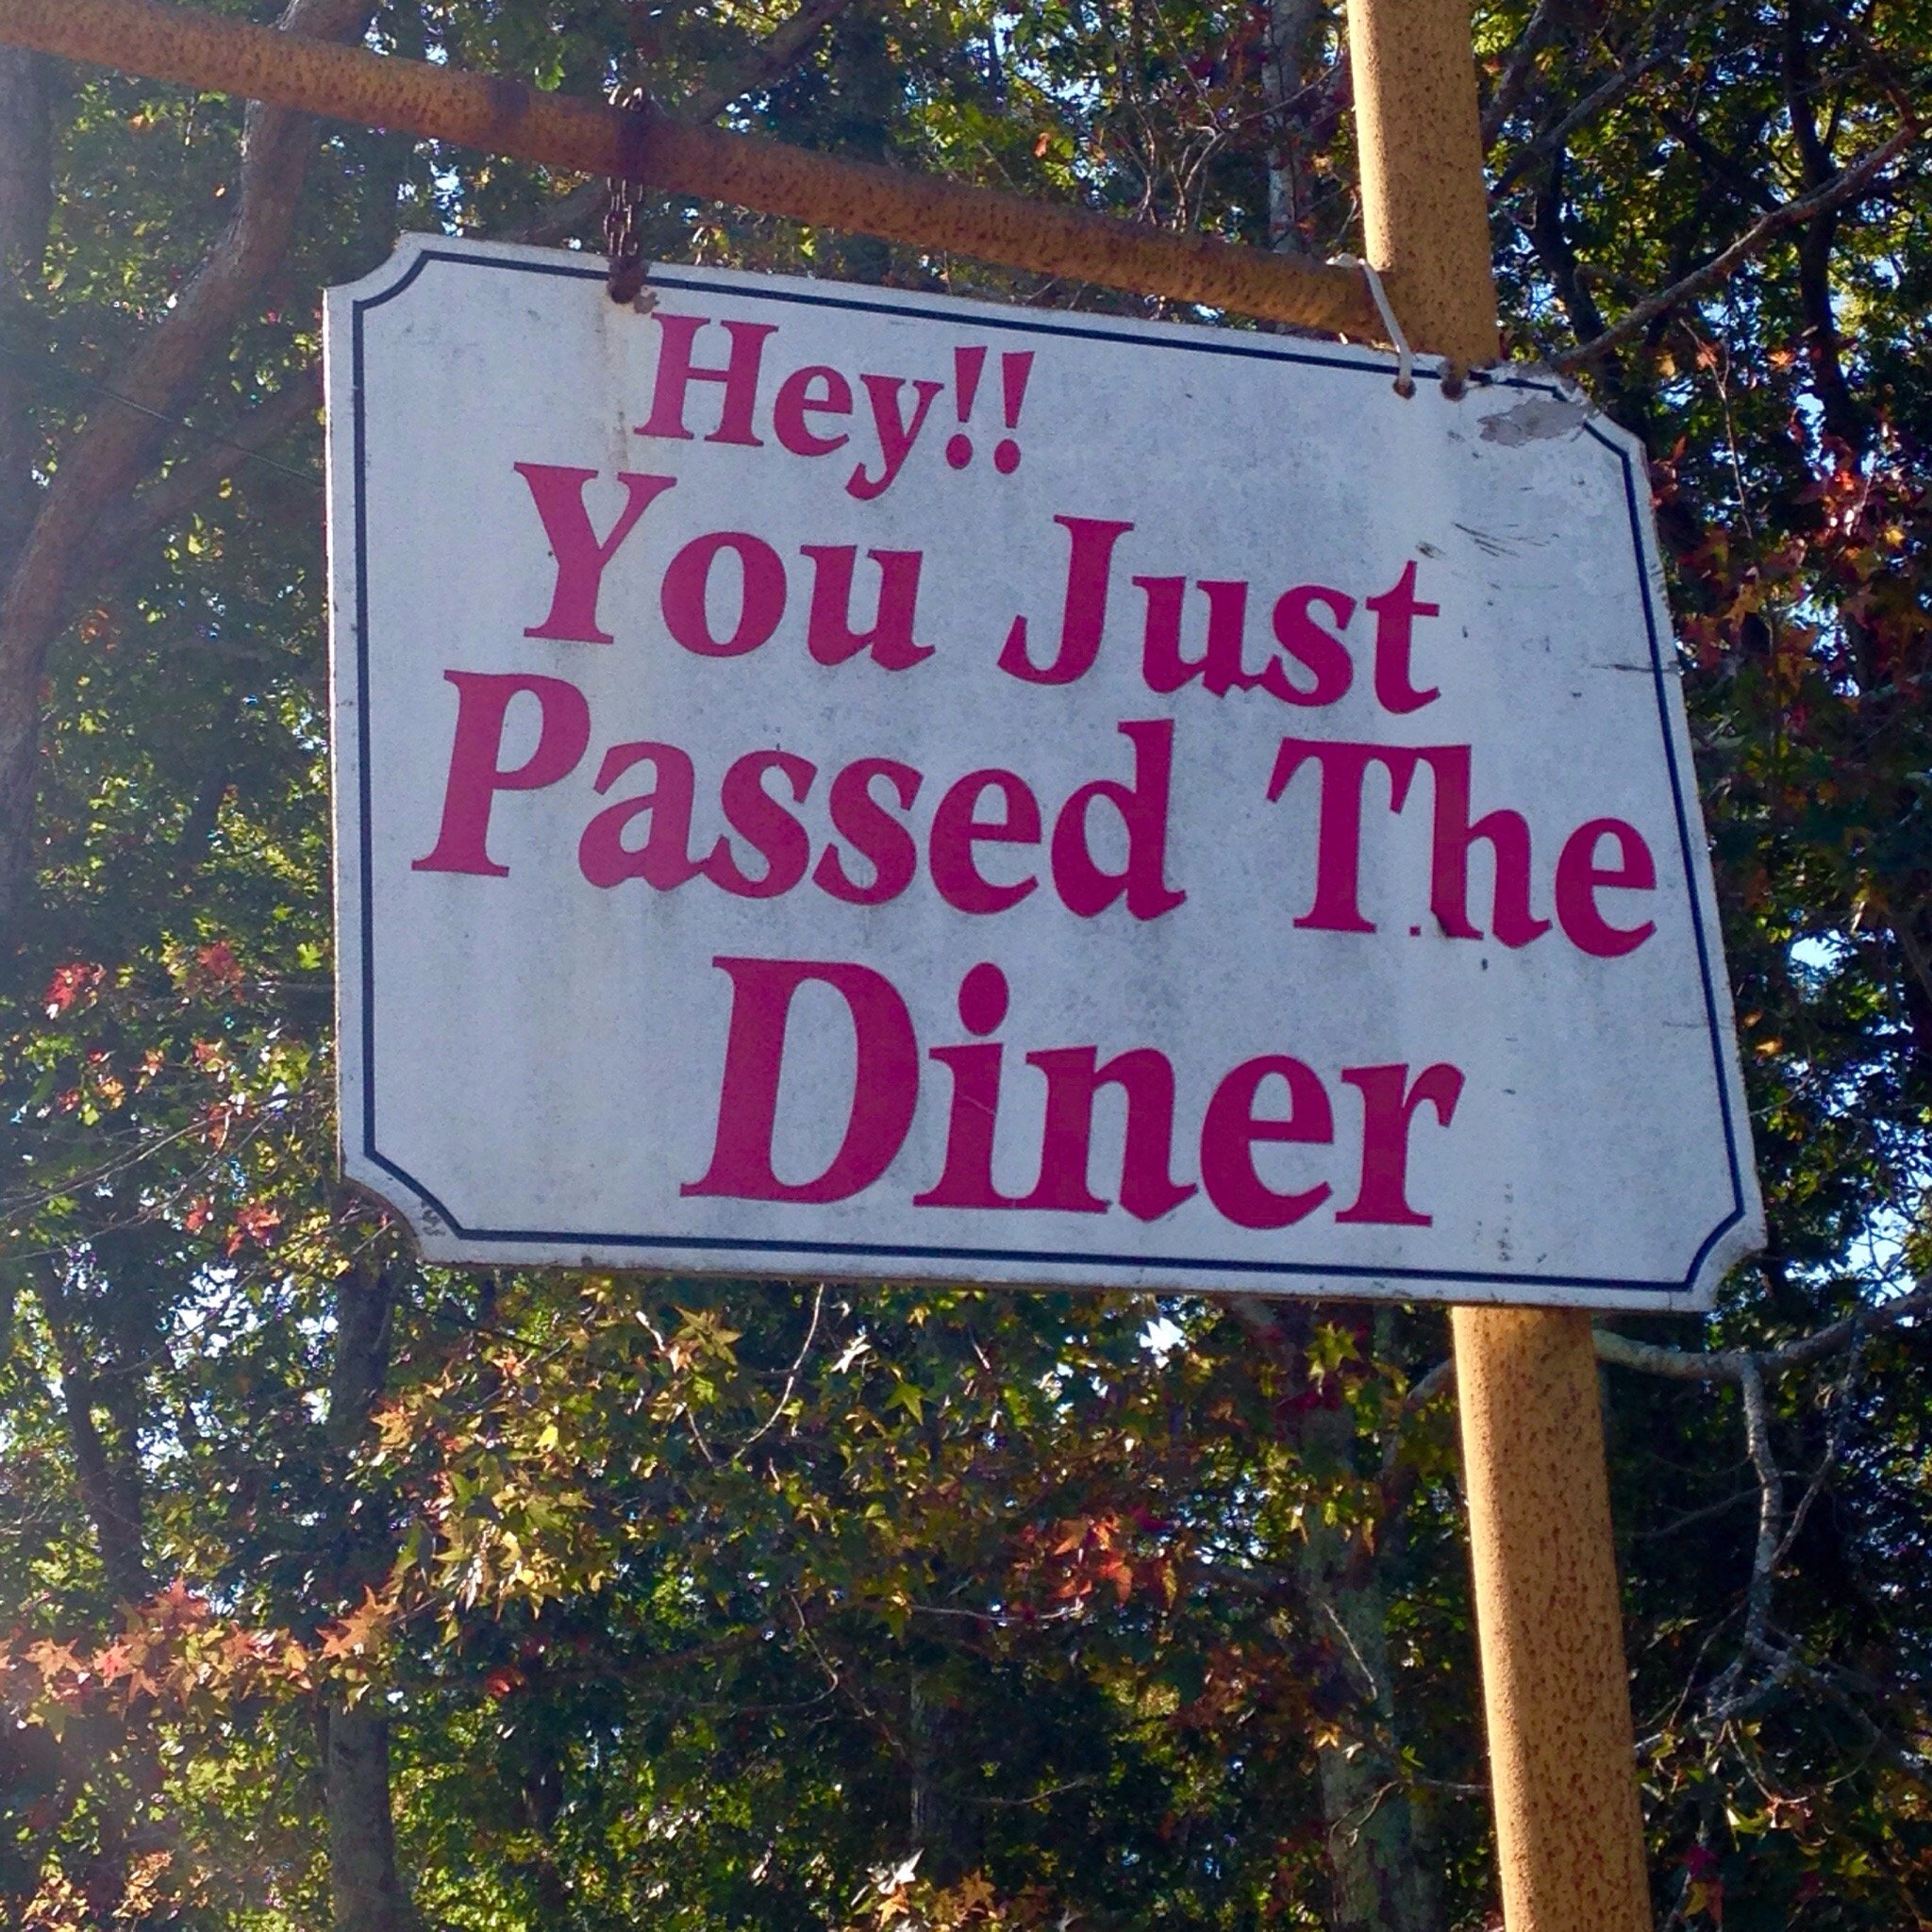 Hey!!
You Just
Passed The
Diner